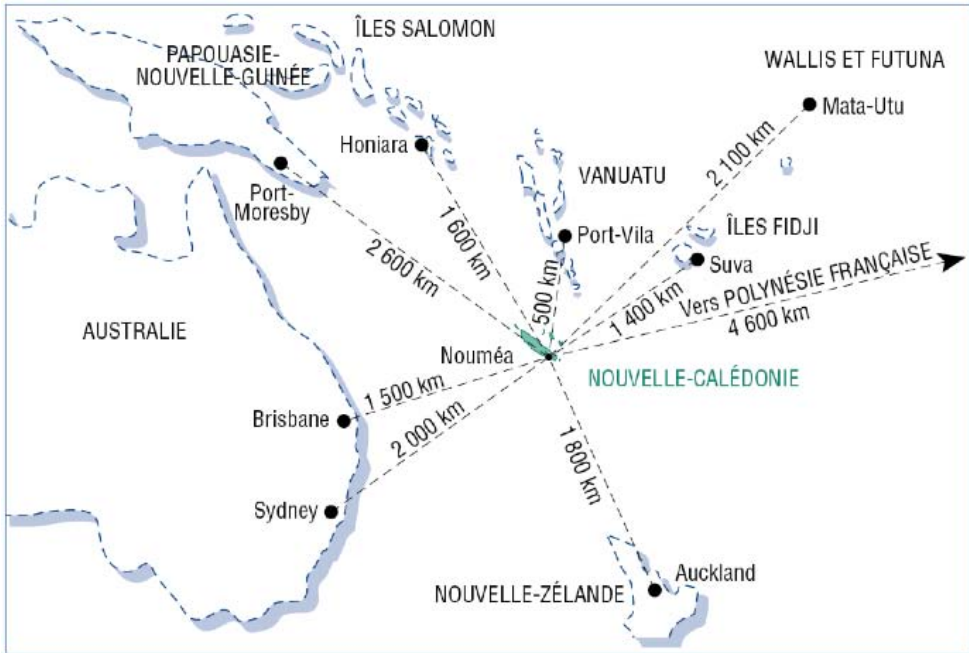 ÎLES SALOMON
PAPOUASIE-
NOUVELLE-GUINÉE
WALLIS ET FUTUNA
Mata-Utu
Honiara
2 100 km
Port-
Moresby
VANUATU
1 600 km
2 600 km
Port-Vila
ÎLES FIDJI
Suva
500 km
1 400 km
Vers POLYNÉSIE FRANÇAISE
4 600 km
AUSTRALIE
Nouméa
NOUVELLE-CALÉDONIE
1 500 km
Brisbane
2 000 km
1 800 km
Sydney
Auckland
NOUVELLE-ZÉLANDE